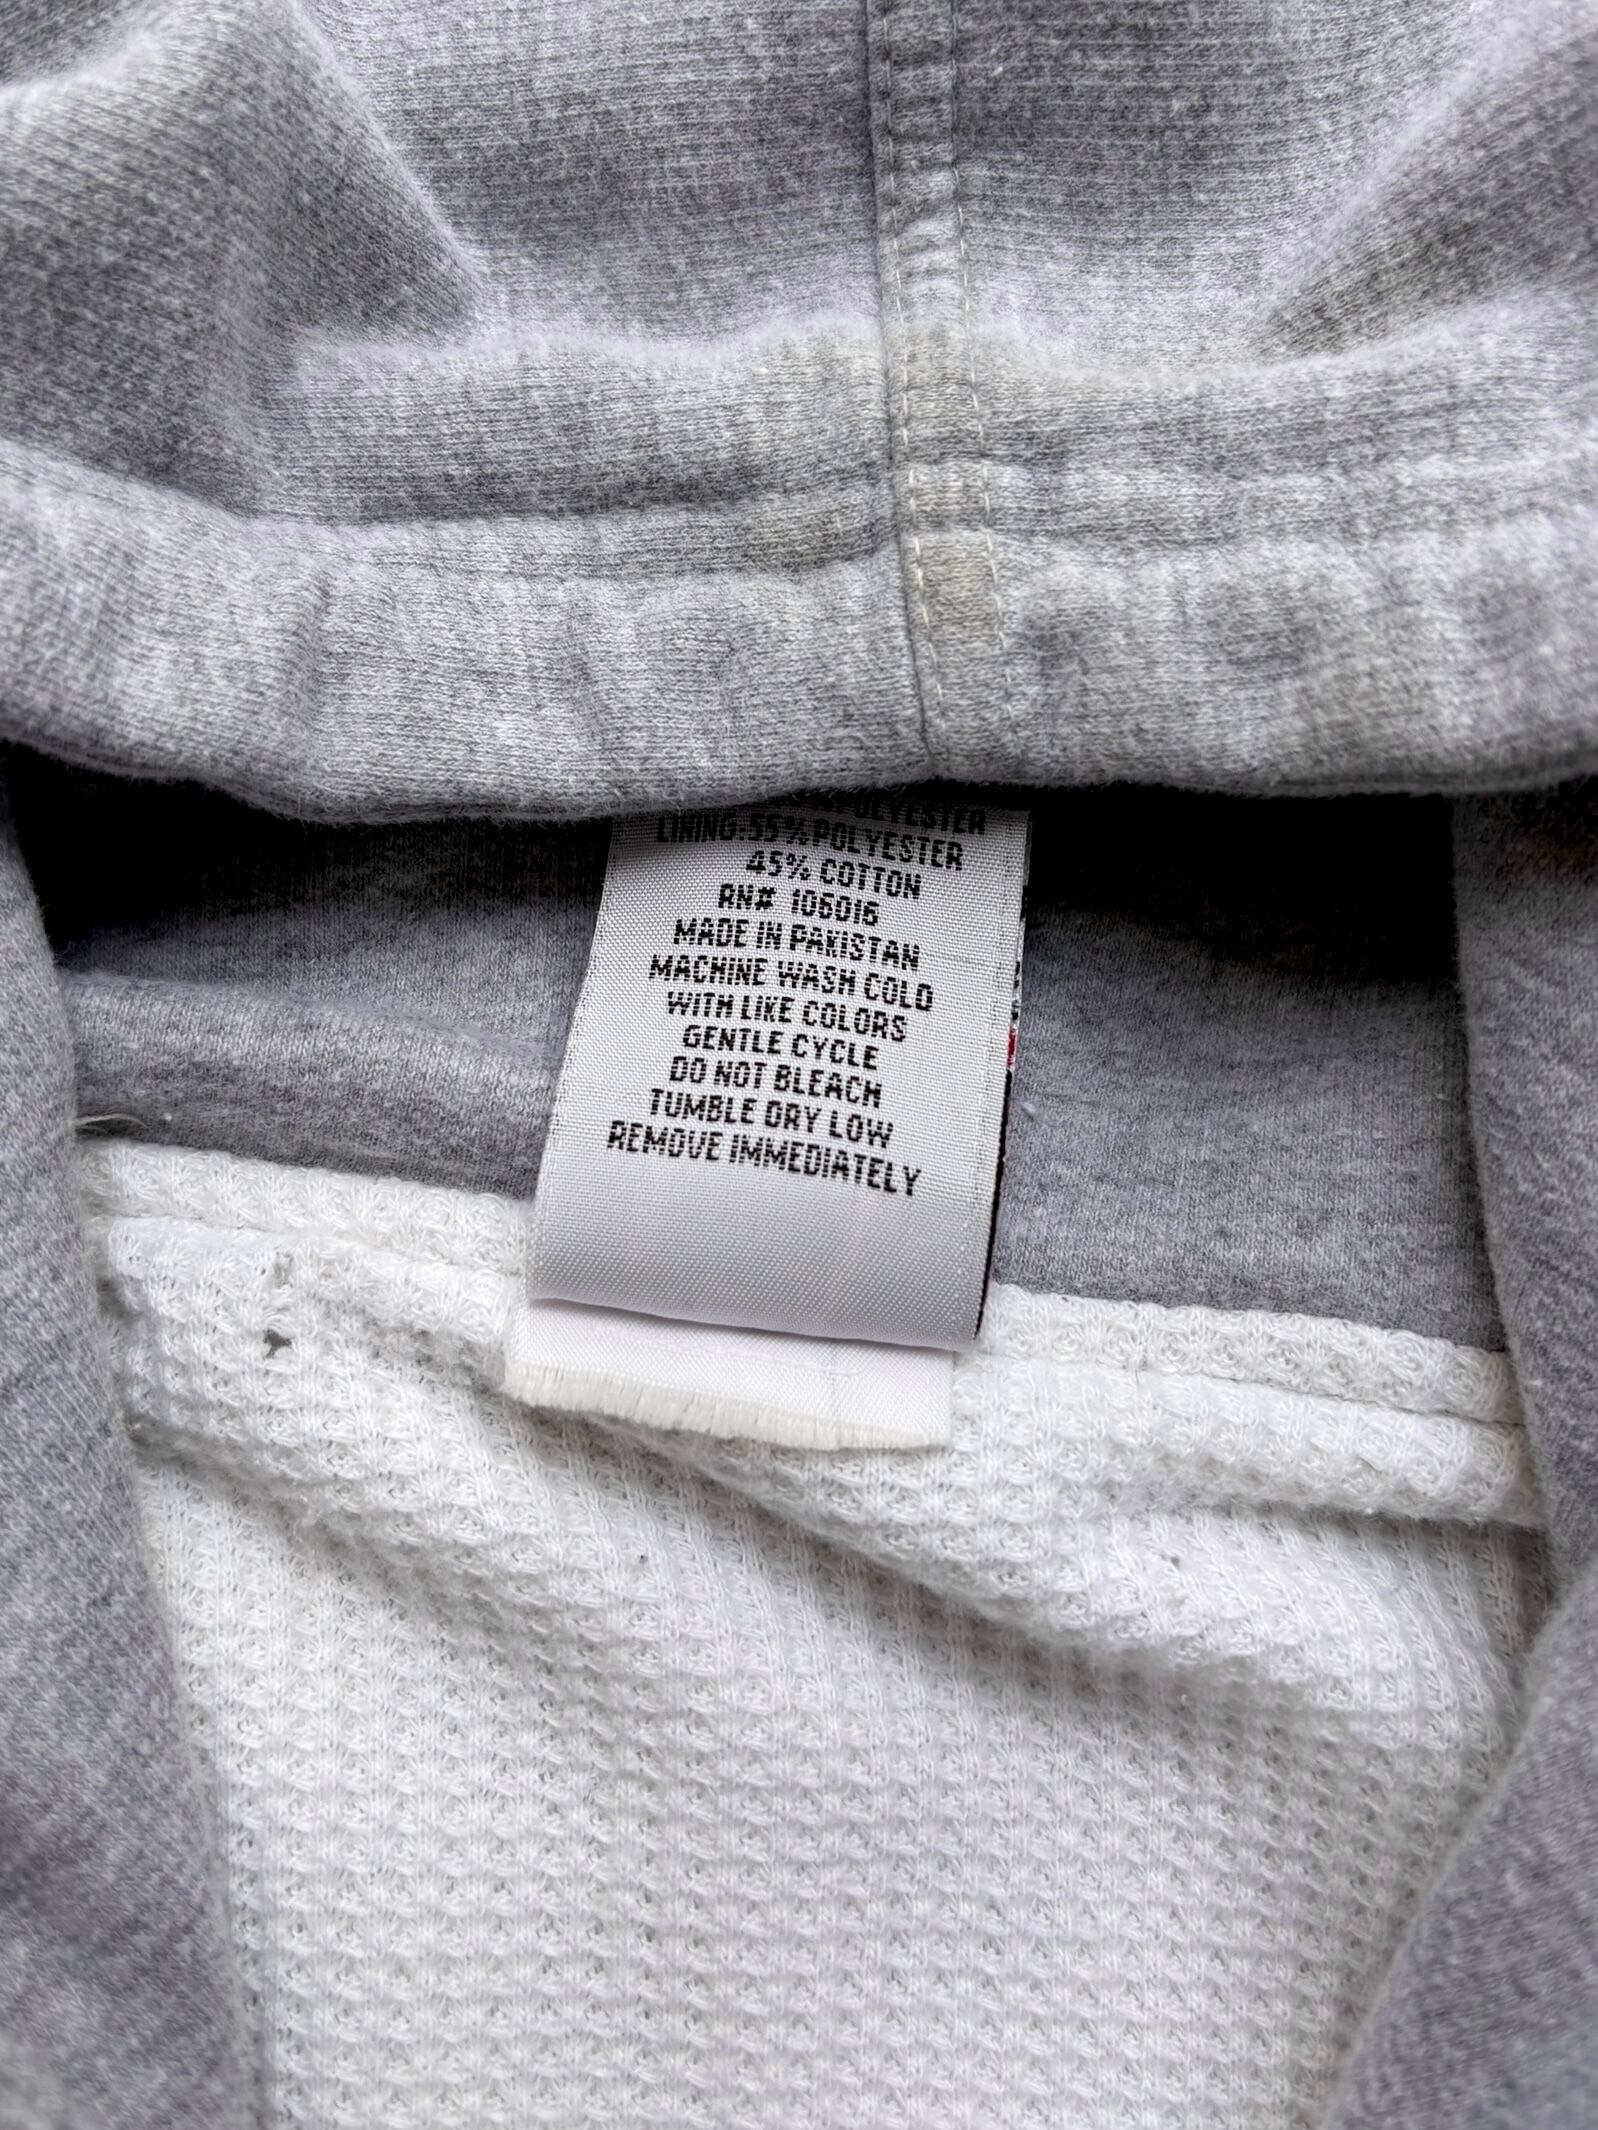 POLYESTER
LINING:55%POLYESTER
45% COTTON
RN# 106016
MADE IN PAKISTAN
MACHINE WASH COLD
WITH LIKE COLORS
GENTLE CYCLE
DO NOT BLEACH
TUMBLE DRY LOW
REMOVE IMMEDIATELY